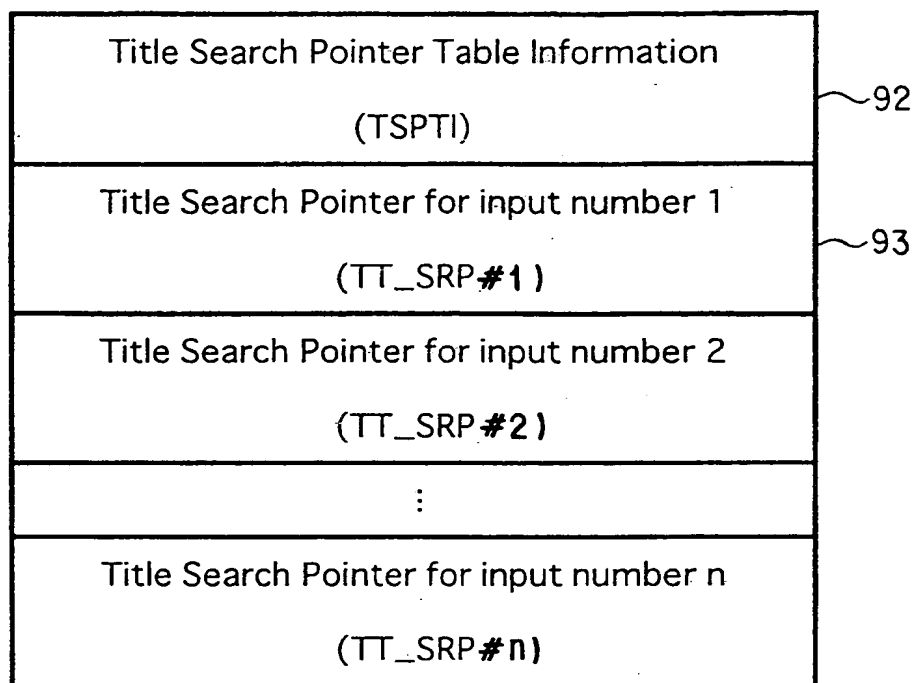 Title Search Pointer Table Information
(TSPTI)
92
Title Search Pointer for input number 1
(TT_SRP#1)
93
Title Search Pointer for input number 2
(TT_SRP#2)
⋮
Title Search Pointer for input number n
(TT_SRP#n)